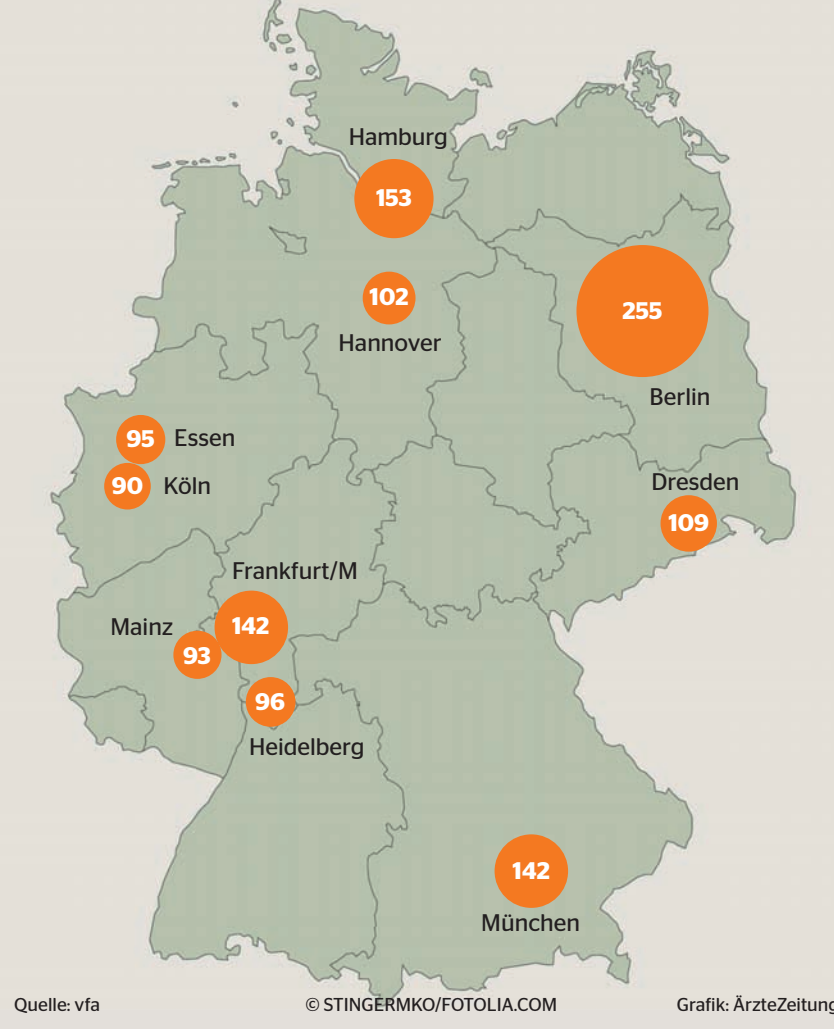 Hamburg
153
102
Hannover
255
Berlin
95 Essen
90 Köln
Dresden
109
Frankfurt/M
142
Mainz
93
96
Heidelberg
142
München
Quelle: vfa
© STINGERMKO/FOTOLIA.COM
Grafik: ÄrzteZeitung